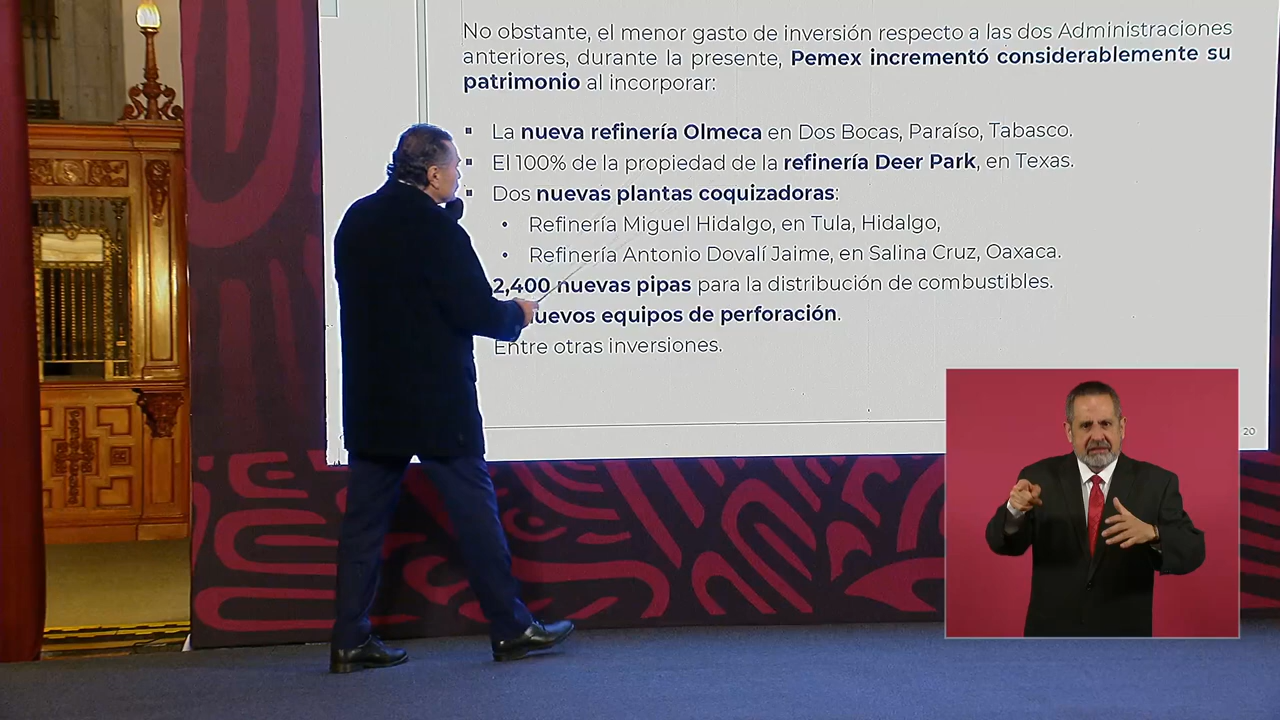 No obstante, el menor gasto de inversión respecto a las dos Administraciones
anteriores, durante la presente, Pemex incrementó considerablemente su
patrimonio al incorporar:
▪ La nueva refinería Olmeca en Dos Bocas, Paraíso, Tabasco.
▪ El 100% de la propiedad de la refinería Deer Park, en Texas.
▪ Dos nuevas plantas coquizadoras:
• Refinería Miguel Hidalgo, en Tula, Hidalgo,
• Refinería Antonio Dovalí Jaime, en Salina Cruz, Oaxaca.
2,400 nuevas pipas para la distribución de combustibles.
nuevos equipos de perforación.
Entre otras inversiones.
20